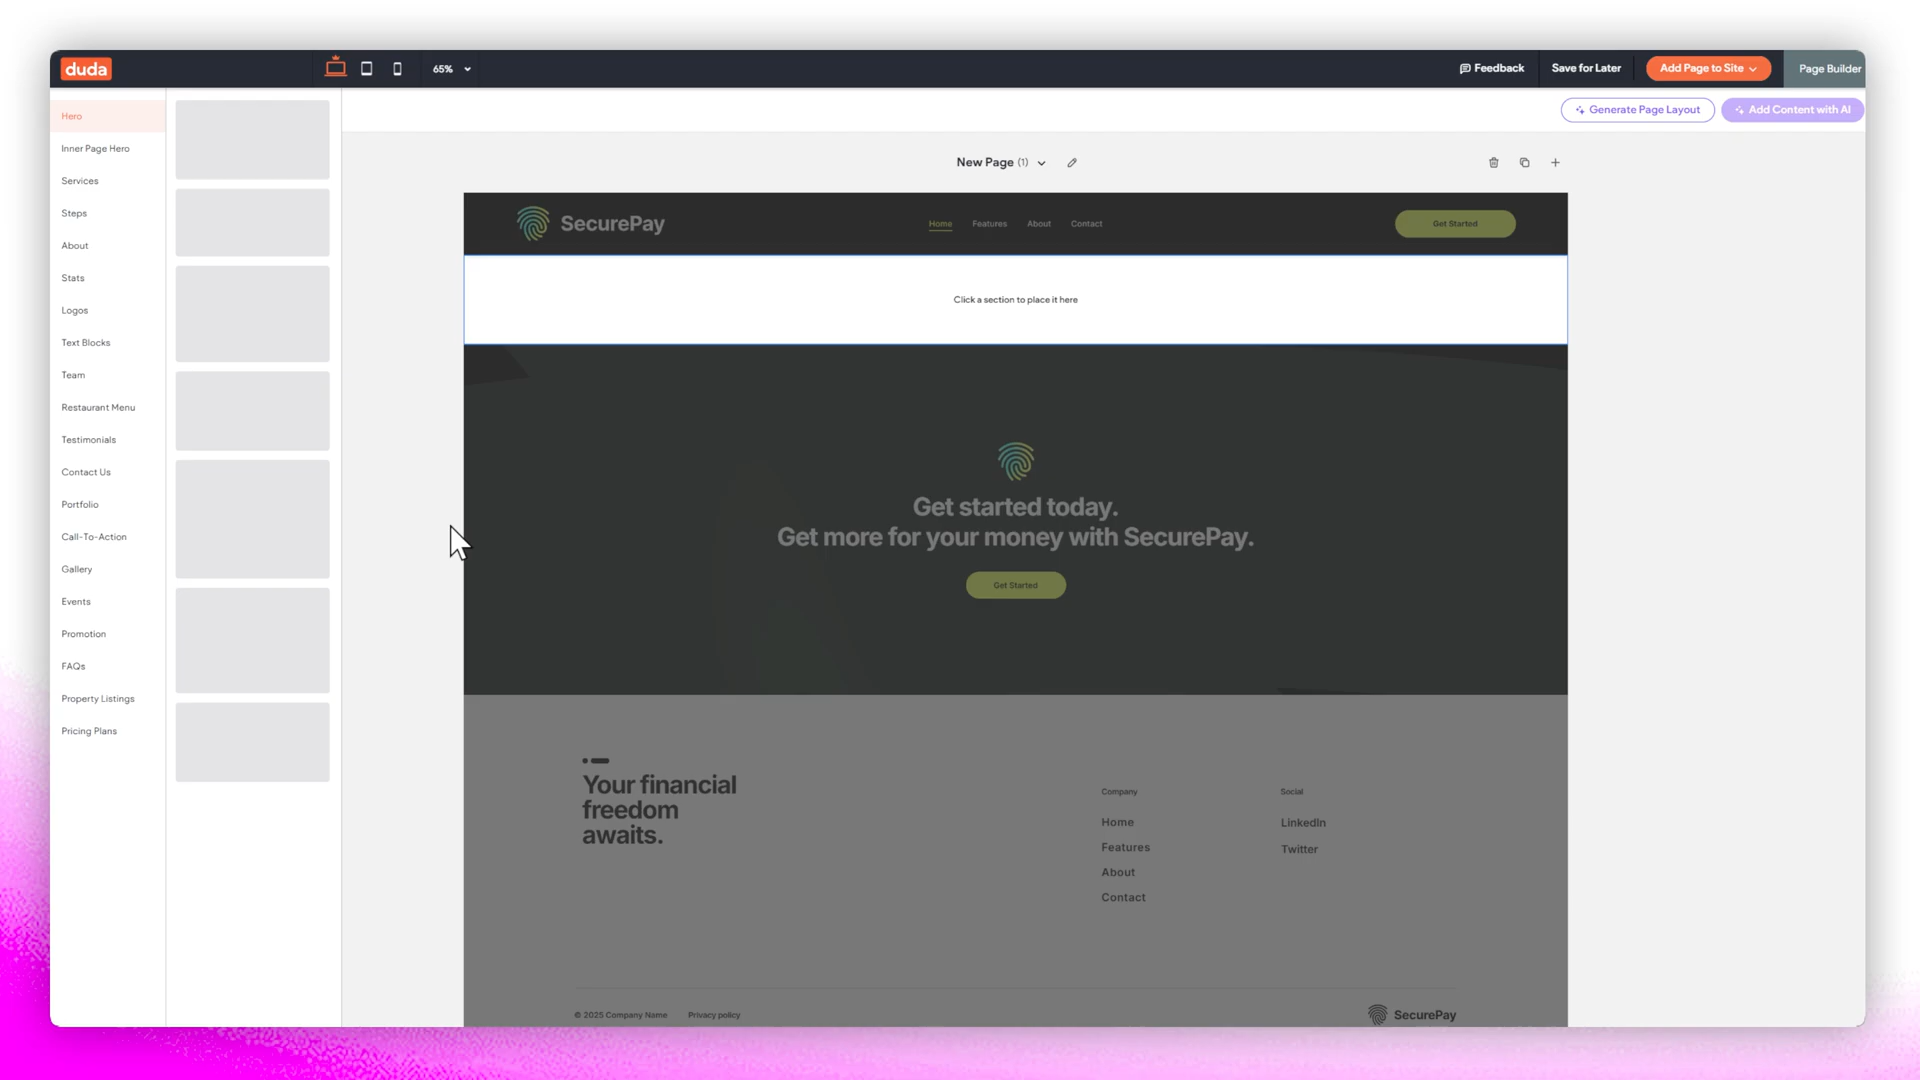 duda
65%
Feedback
Save for Later
Add Page to Site
Page Builder
Generate Page Layout
Add Content with AI
Hero
Inner Page Hero
Services
Steps
About
Stats
Logos
Text Blocks
Team
Restaurant Menu
Testimonials
Contact Us
Portfolio
Call-To-Action
Gallery
Events
Promotion
FAQs
Property Listings
Pricing Plans
New Page (1)
SecurePay
Home
Features
About
Contact
Get Started
Click a section to place it here
Get started today.
Get more for your money with SecurePay.
Get Started
Your financial
freedom
awaits.
Company
Home
Features
About
Contact
Social
LinkedIn
Twitter
© 2025 Company Name
Privacy policy
SecurePay